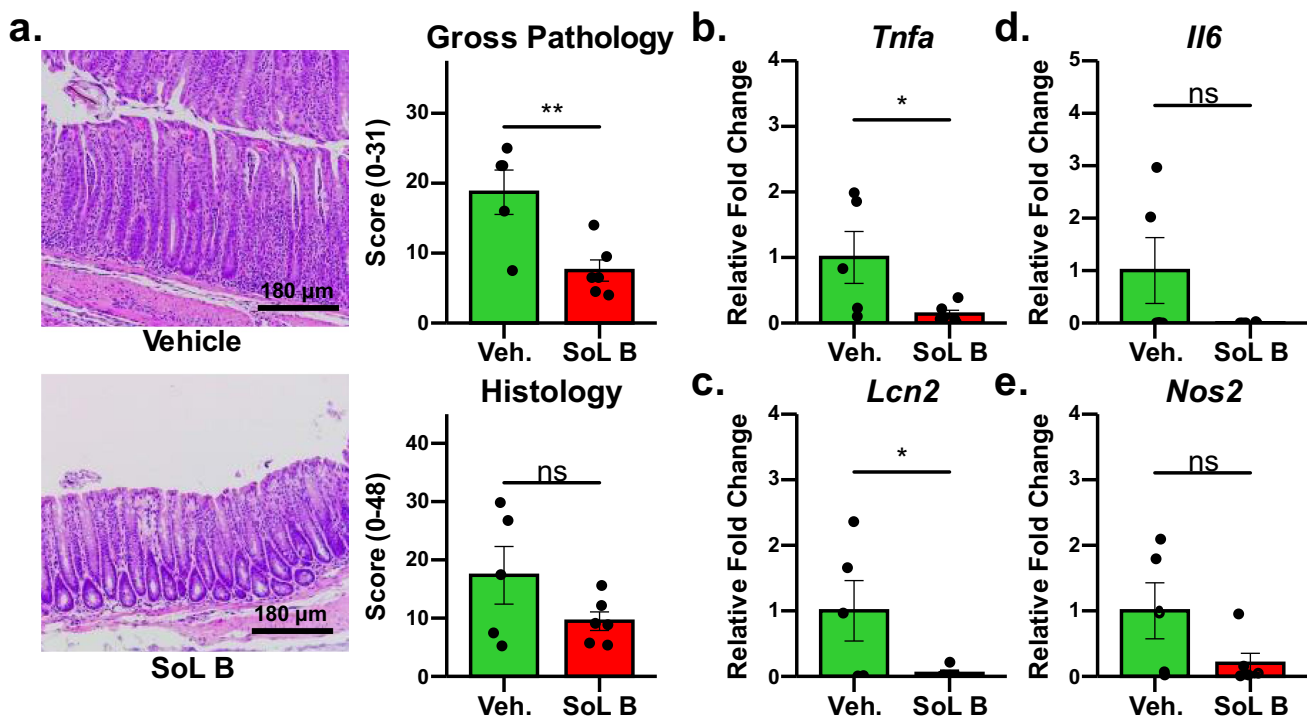 a.
180 µm
Vehicle
180 µm
SoL B
Gross Pathology
Score (0-31)
30
20
10
0
**
Veh. SoL B
Histology
Score (0-48)
40
30
20
10
0
ns
Veh. SoL B
b.
Tnfa
Relative Fold Change
4
3
2
1
0
*
Veh. SoL B
c.
Lcn2
Relative Fold Change
4
3
2
1
0
*
Veh. SoL B
d.
Il6
Relative Fold Change
5
4
3
2
1
0
ns
Veh. SoL B
e.
Nos2
Relative Fold Change
4
3
2
1
0
ns
Veh. SoL B